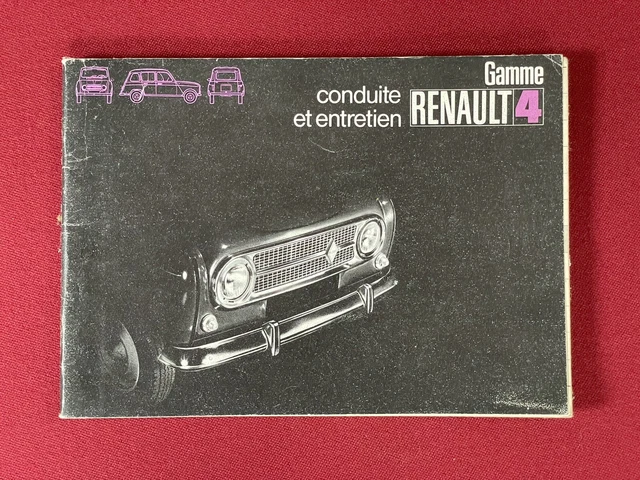 Gamme
conduite
et entretien
RENAULT 4